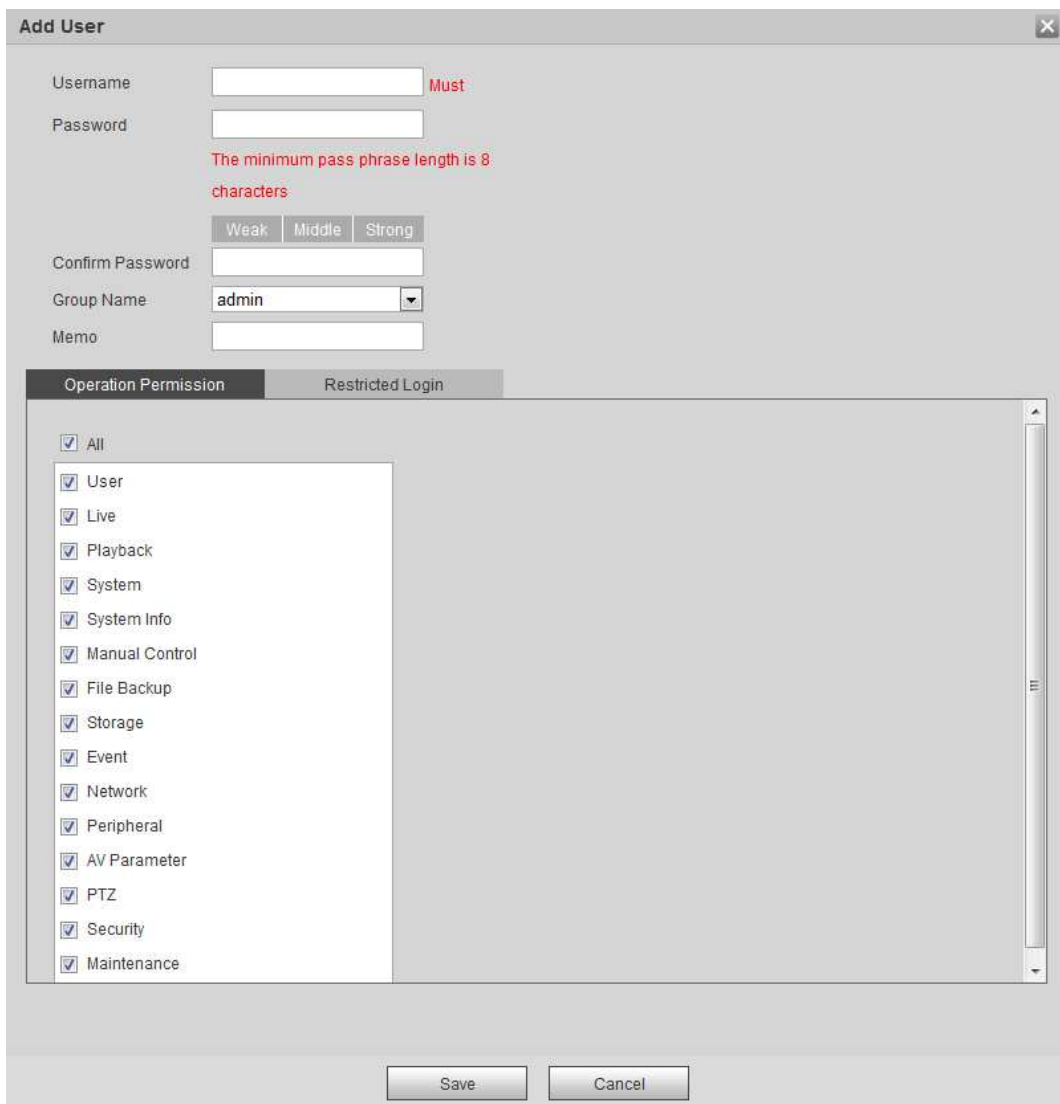 Add User
Username
Must
Password
The minimum pass phrase length is 8
characters
Weak Middle Strong
Confirm Password
Group Name admin
Memo
Operation Permission Restricted Login
All
User
Live
Playback
System
System Info
Manual Control
File Backup
Storage
Event
Network
Peripheral
AV Parameter
PTZ
Security
Maintenance
Save Cancel